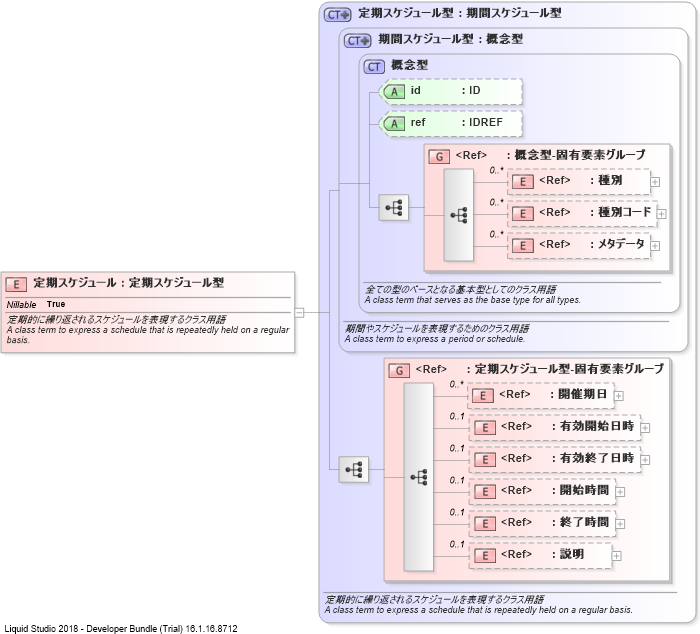 CT 定期スケジュール型 : 期間スケジュール型
CT 期間スケジュール型 : 概念型
CT 概念型
A id : ID
A ref : IDREF
G <Ref> : 概念型-固有要素グループ
0..*
E <Ref> : 種別
0..*
E <Ref> : 種別コード
0..*
E <Ref> : メタデータ
全ての型のベースとなる基本型としてのクラス用語
A class term that serves as the base type for all types.
期間やスケジュールを表現するためのクラス用語
A class term to express a period or schedule.
E 定期スケジュール : 定期スケジュール型
Nillable True
定期的に繰り返されるスケジュールを表現するクラス用語
A class term to express a schedule that is repeatedly held on a regular
basis.
G <Ref> : 定期スケジュール型-固有要素グループ
0..*
E <Ref> : 開催期日
0..1
E <Ref> : 有効開始日時
0..1
E <Ref> : 有効終了日時
0..1
E <Ref> : 開始時間
0..1
E <Ref> : 終了時間
0..1
E <Ref> : 説明
定期的に繰り返されるスケジュールを表現するクラス用語
A class term to express a schedule that is repeatedly held on a regular basis.
Liquid Studio 2018 - Developer Bundle (Trial) 16.1.16.8712